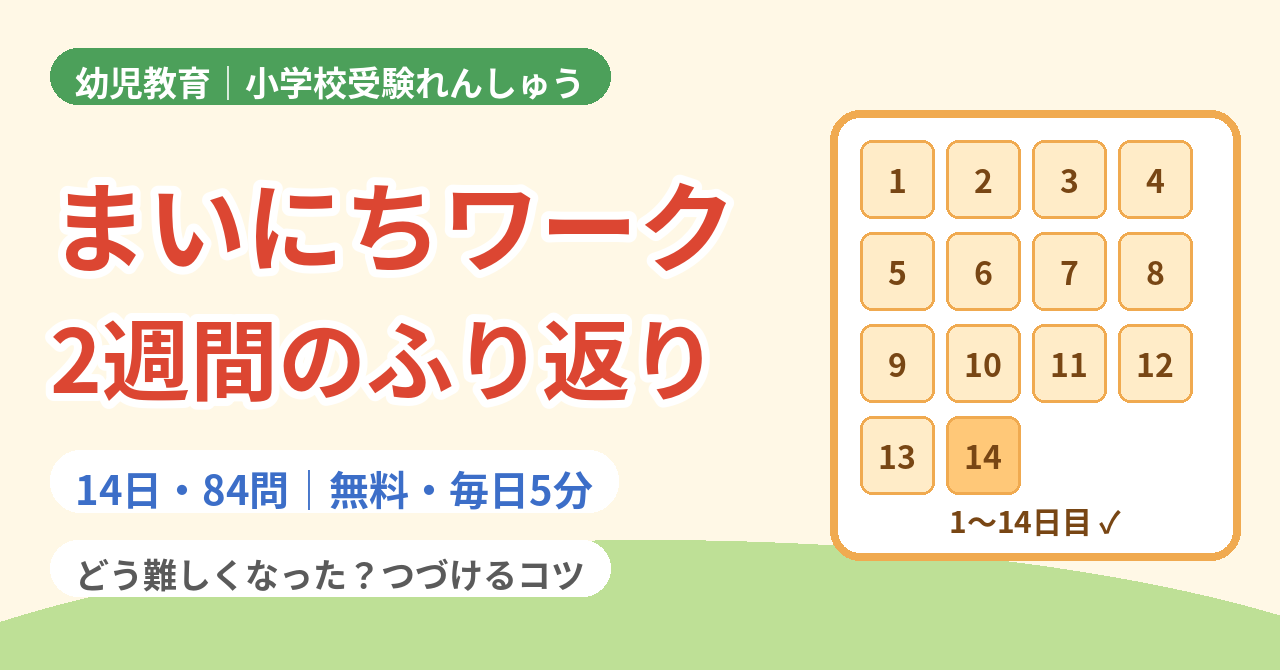 幼児教育｜小学校受験れんしゅう
まいにちワーク
2週間のふり返り
14日・84問｜無料・毎日5分
どう難しくなった？つづけるコツ
1 2 3 4
5 6 7 8
9 10 11 12
13 14
1〜14日目 ✓